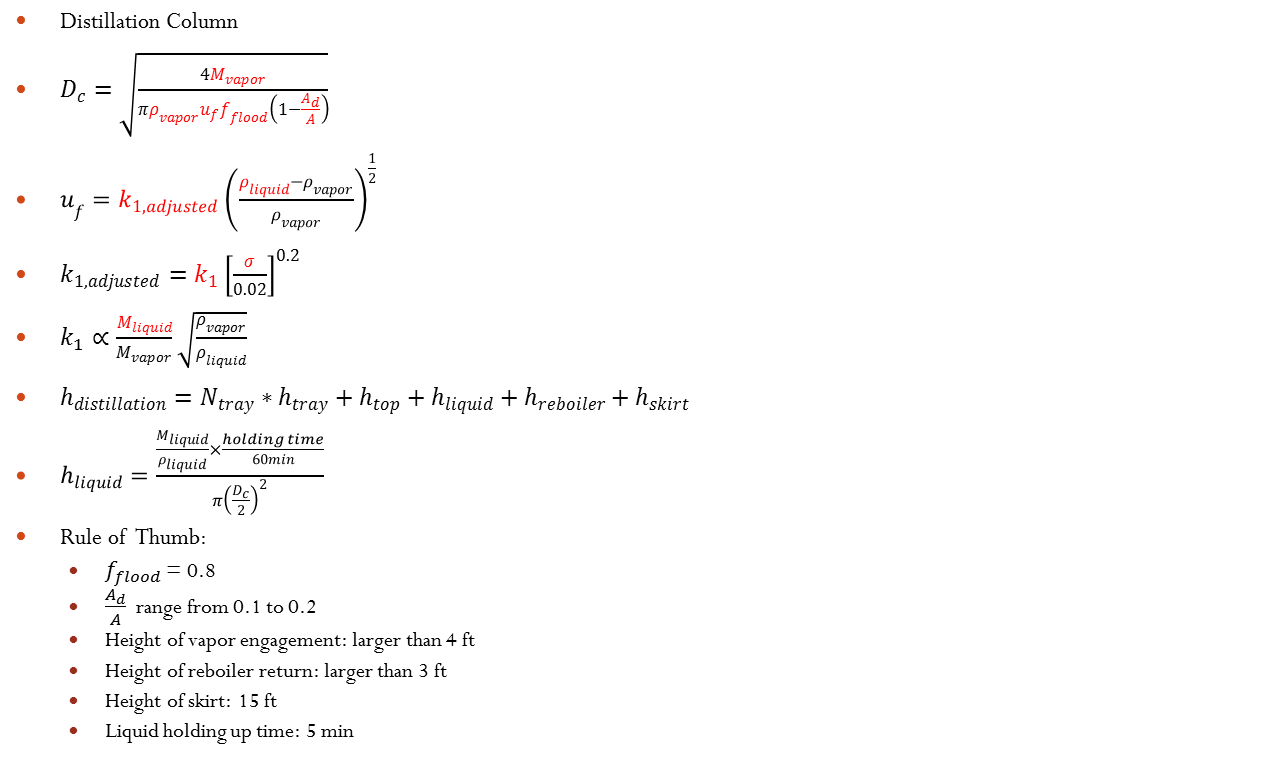 • Distillation Column
• D_c = √(4M_vapor / (πρ_vapor u_f f_flood (1−A_d/A)))
• u_f = k_1,adjusted ((ρ_liquid−ρ_vapor)/ρ_vapor)^(1/2)
• k_1,adjusted = k_1 [σ/0.02]^0.2
• k_1 ∝ M_liquid/M_vapor √(ρ_vapor/ρ_liquid)
• h_distillation = N_tray * h_tray + h_top + h_liquid + h_reboiler + h_skirt
• h_liquid = (M_liquid/ρ_liquid × holding time/60min) / (π(D_c/2)^2)
• Rule of Thumb:
• f_flood = 0.8
• A_d/A range from 0.1 to 0.2
• Height of vapor engagement: larger than 4 ft
• Height of reboiler return: larger than 3 ft
• Height of skirt: 15 ft
• Liquid holding up time: 5 min